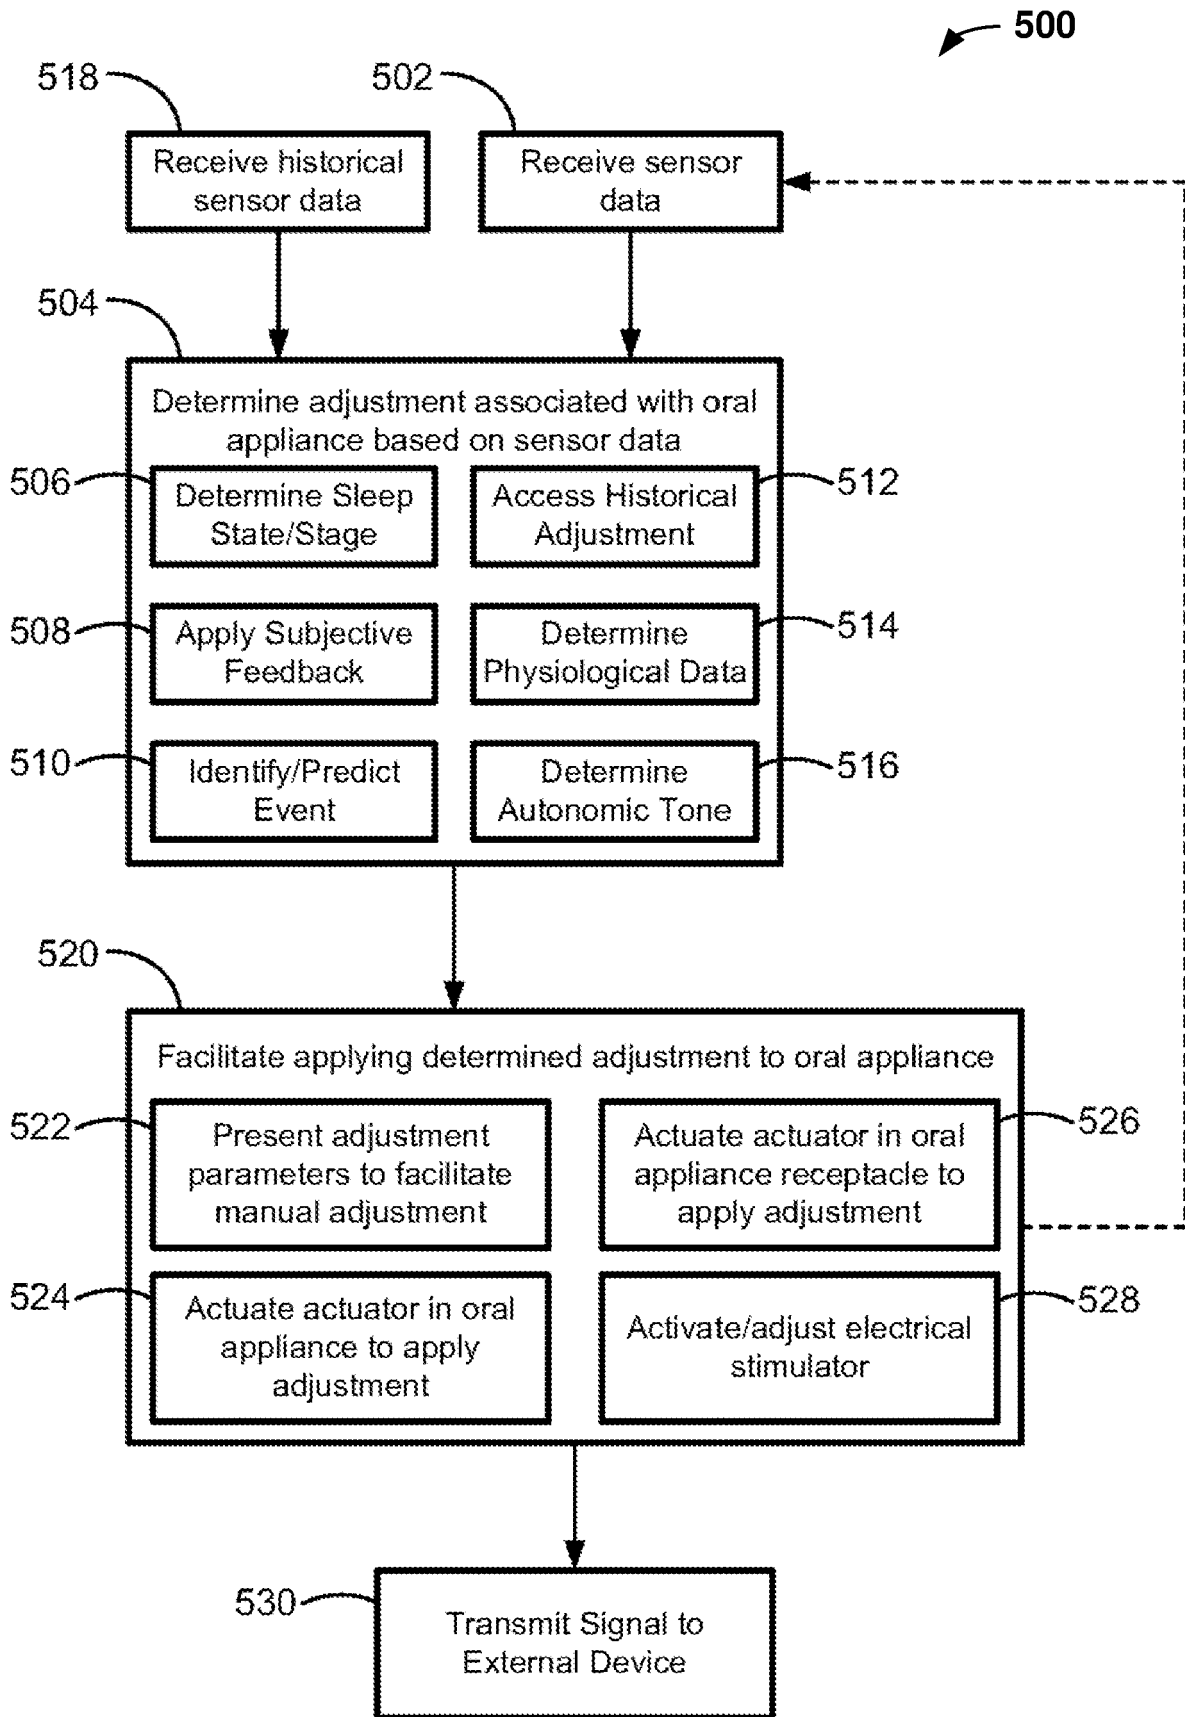 500
518
502
Receive historical
sensor data
Receive sensor
data
504
Determine adjustment associated with oral
appliance based on sensor data
506
Determine Sleep
State/Stage
Access Historical
Adjustment
512
508
Apply Subjective
Feedback
Determine
Physiological Data
514
510
Identify/Predict
Event
Determine
Autonomic Tone
516
520
Facilitate applying determined adjustment to oral appliance
522
Present adjustment
parameters to facilitate
manual adjustment
Actuate actuator in oral
appliance receptacle to
apply adjustment
526
524
Actuate actuator in oral
appliance to apply
adjustment
Activate/adjust electrical
stimulator
528
530
Transmit Signal to
External Device